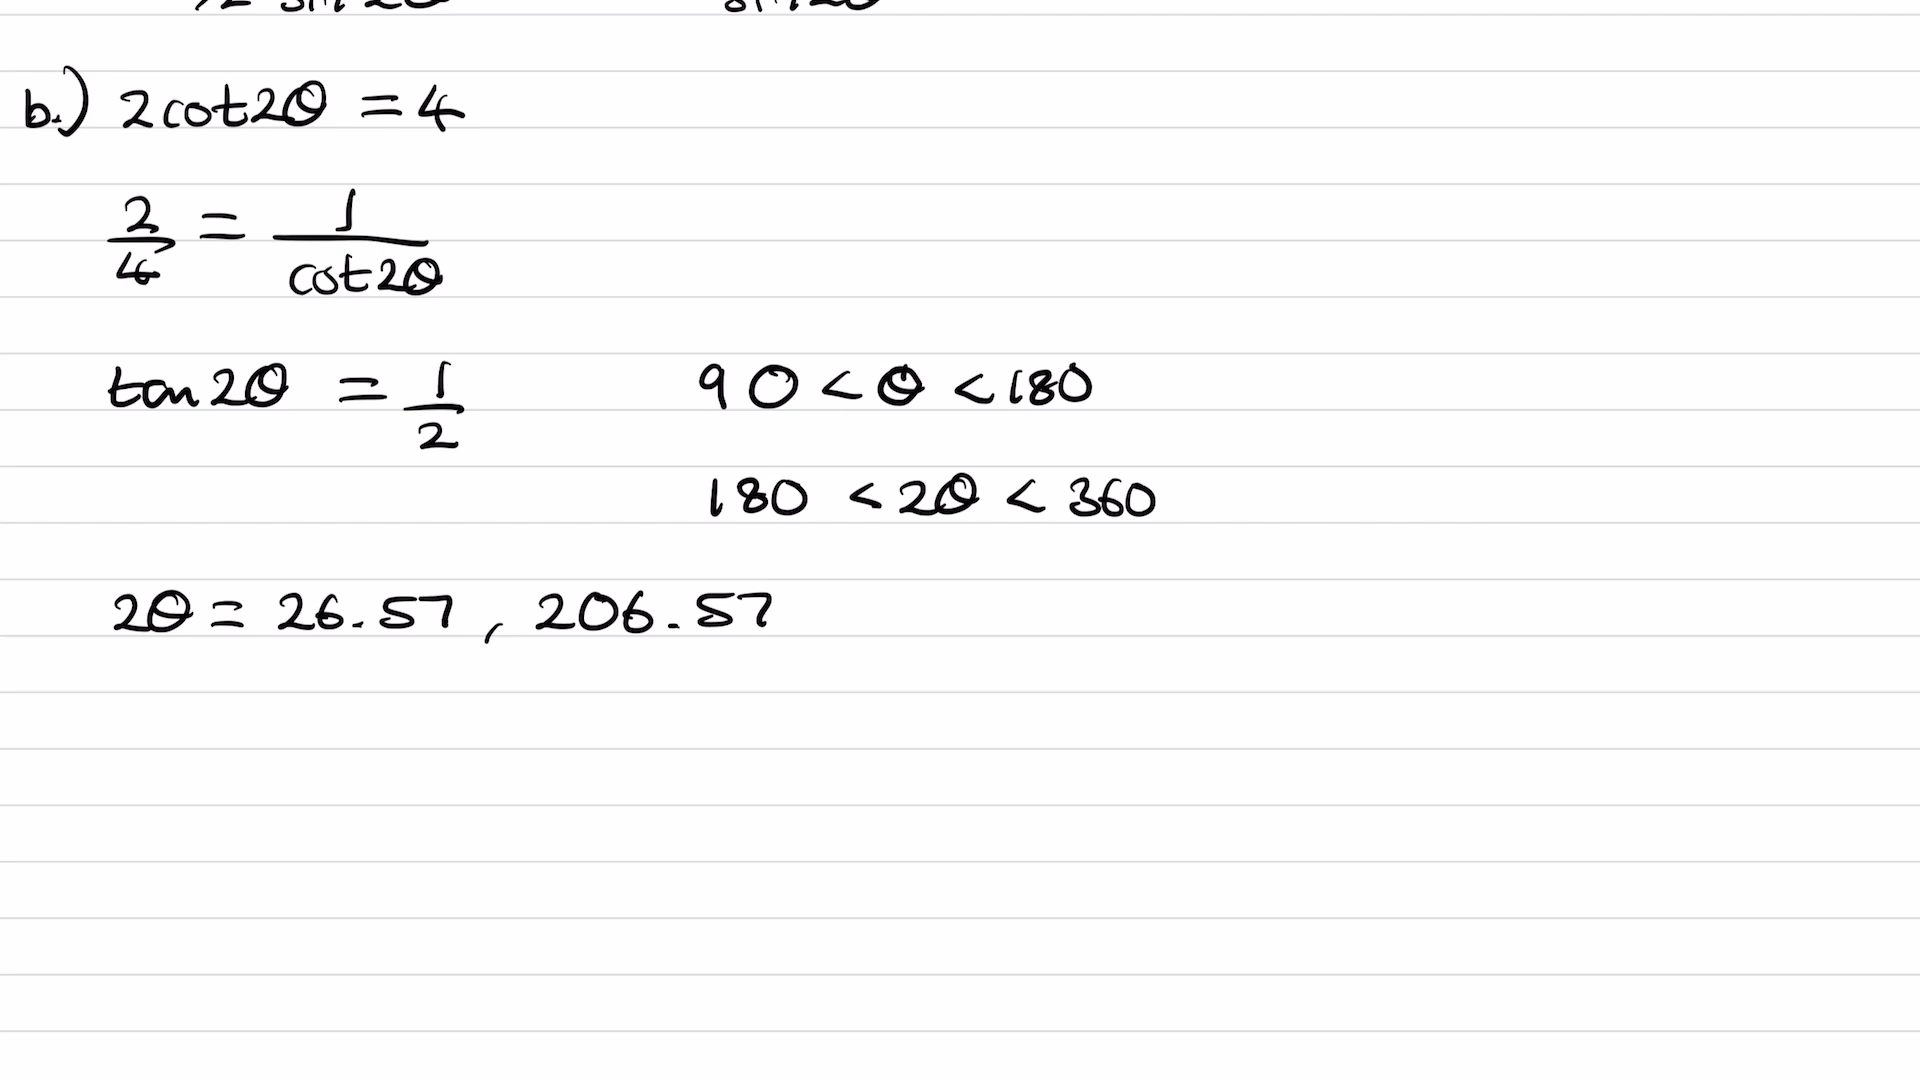 b.) 2cot2θ = 4
2/4 = 1/cot2θ
tan2θ = 1/2
90 < θ < 180
180 < 2θ < 360
2θ = 26.57, 206.57